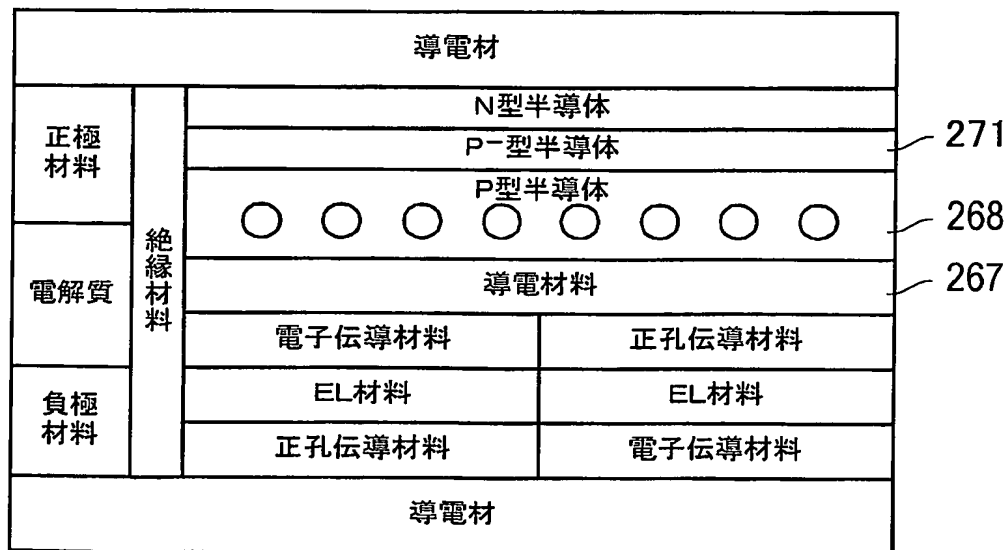 導電材
正極
材料
電解質
負極
材料
絶縁材料
N型半導体
P-型半導体
271
P型半導体
268
導電材料
267
電子伝導材料
正孔伝導材料
EL材料
EL材料
正孔伝導材料
電子伝導材料
導電材